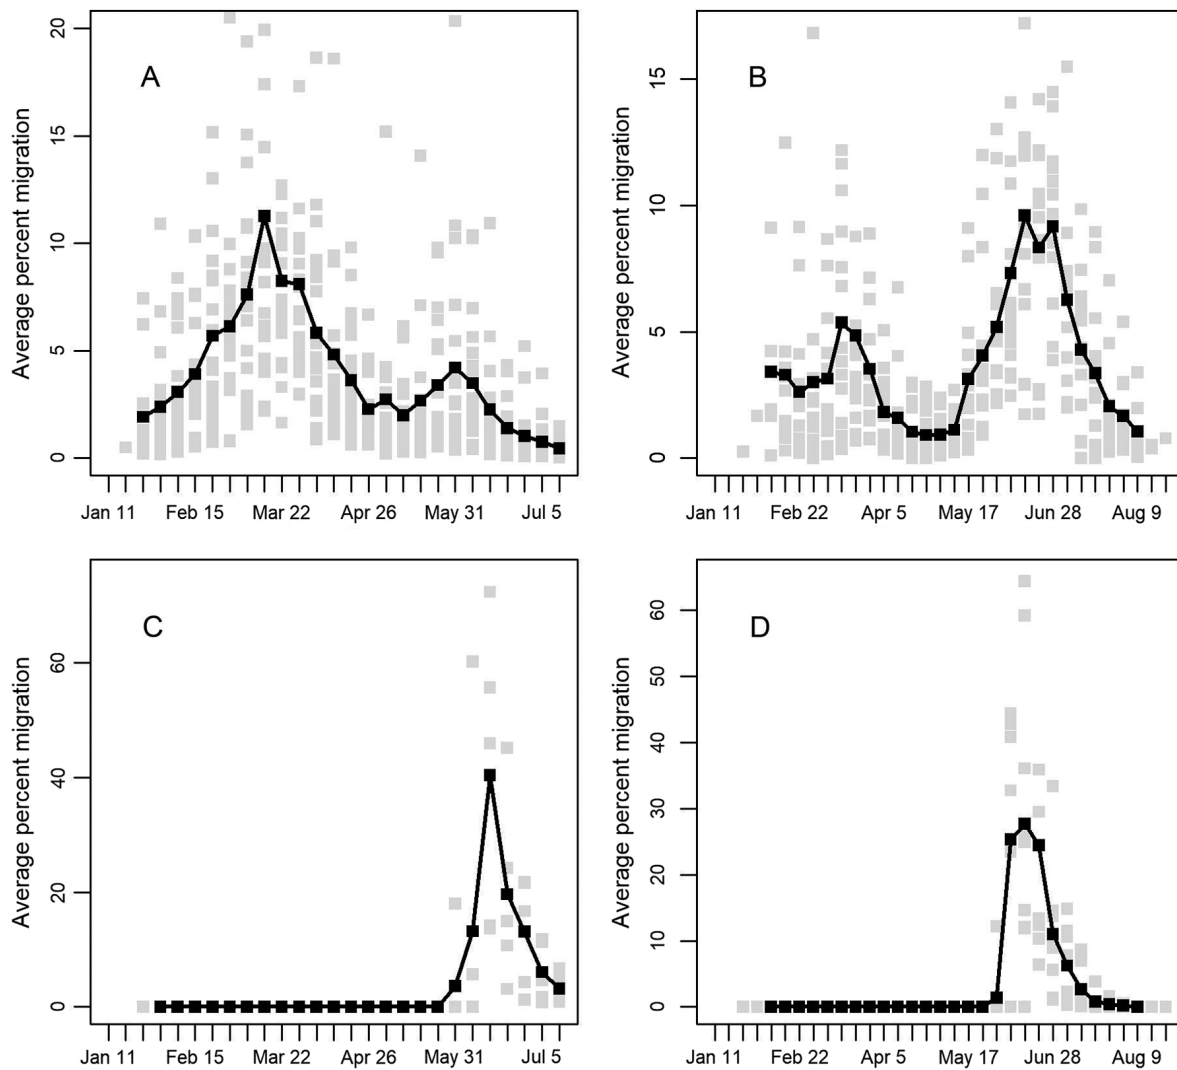 A
Average percent migration
0
5
10
15
20
Jan 11
Feb 15
Mar 22
Apr 26
May 31
Jul 5
B
Average percent migration
0
5
10
15
Jan 11
Feb 22
Apr 5
May 17
Jun 28
Aug 9
C
Average percent migration
0
20
40
60
Jan 11
Feb 15
Mar 22
Apr 26
May 31
Jul 5
D
Average percent migration
0
10
20
30
40
50
60
Jan 11
Feb 22
Apr 5
May 17
Jun 28
Aug 9